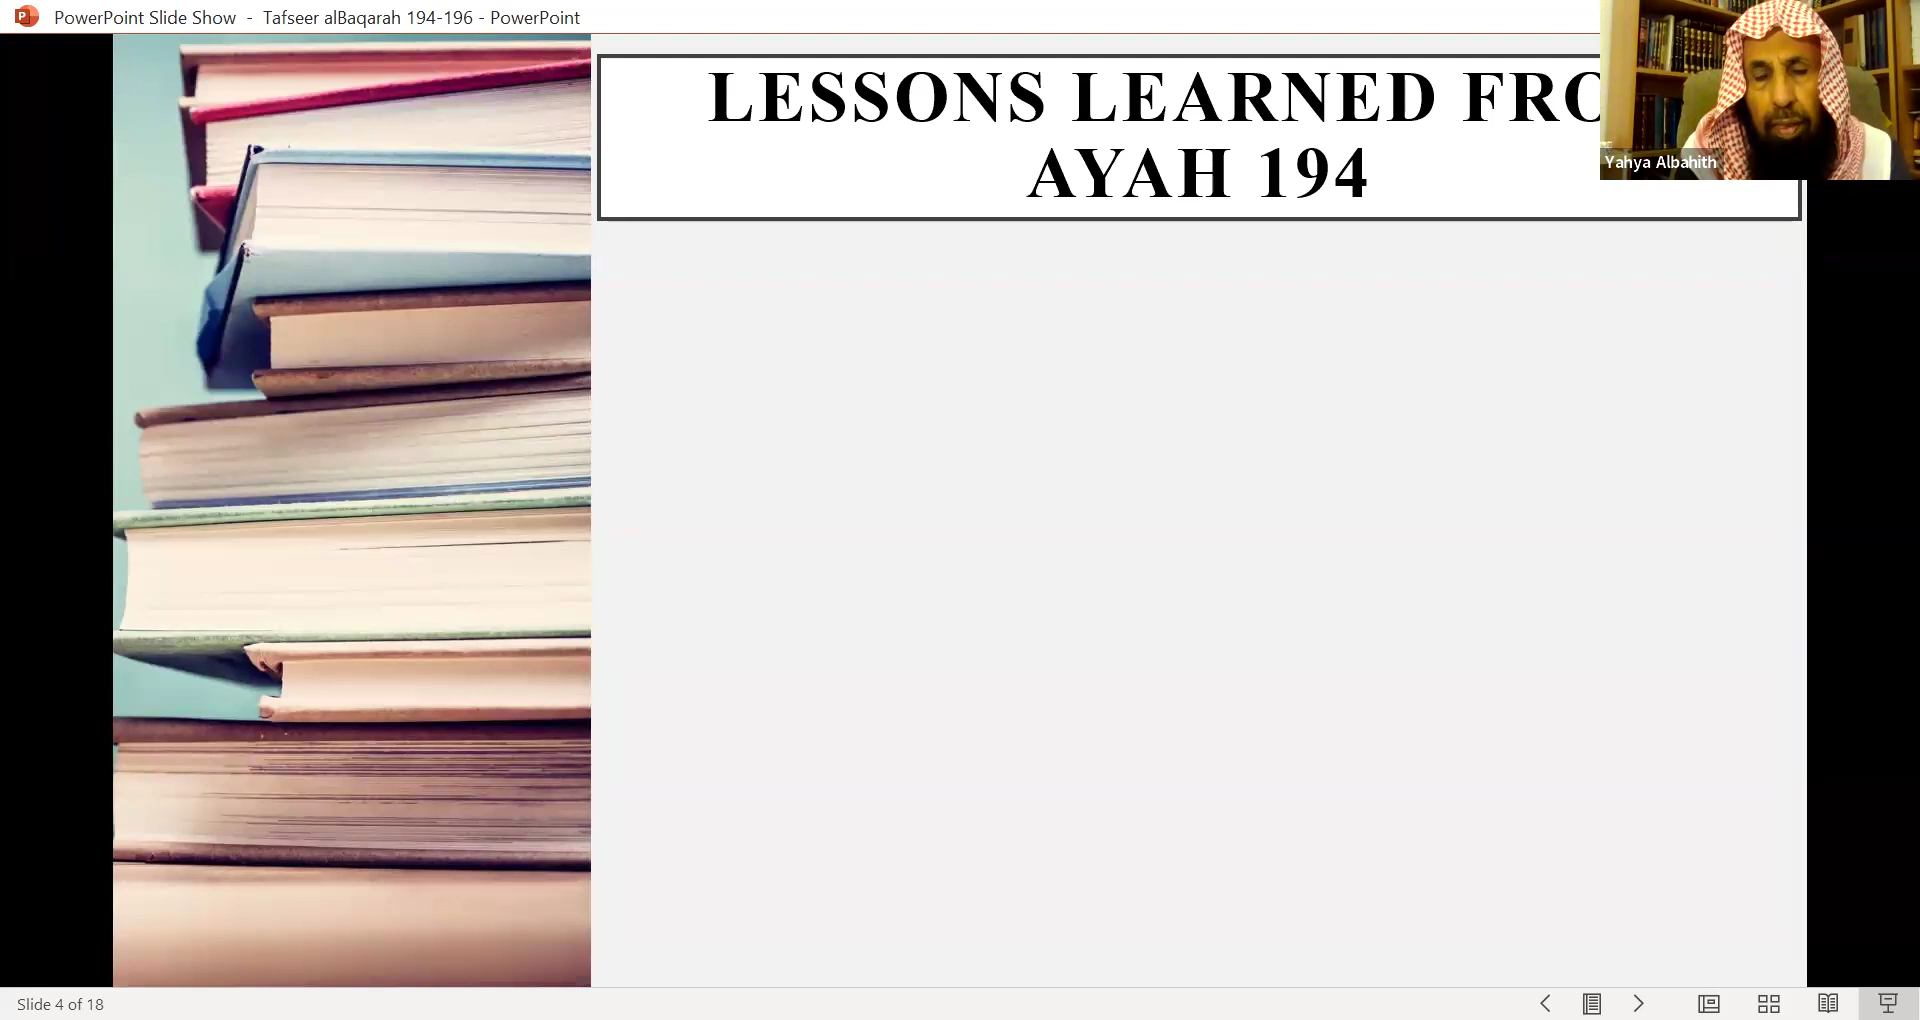 PowerPoint Slide Show - Tafseer alBaqarah 194-196 - PowerPoint
LESSONS LEARNED FRO
AYAH 194
Yahya Albahith
Slide 4 of 18